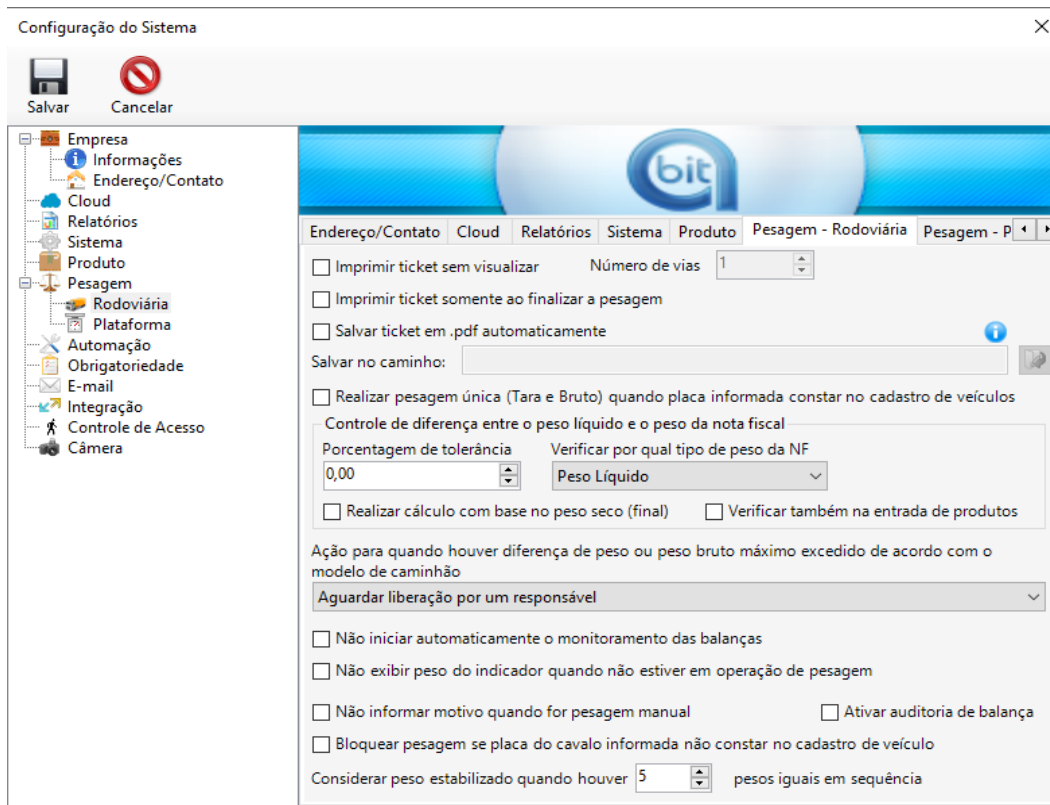 Configuração do Sistema
Salvar
Cancelar
Empresa
Informações
Endereço/Contato
Cloud
Relatórios
Sistema
Produto
Pesagem
Rodoviária
Plataforma
Automação
Obrigatoriedade
E-mail
Integração
Controle de Acesso
Câmera
bit
Endereço/Contato Cloud Relatórios Sistema Produto Pesagem - Rodoviária Pesagem - P
Imprimir ticket sem visualizar Número de vias 1
Imprimir ticket somente ao finalizar a pesagem
Salvar ticket em .pdf automaticamente
Salvar no caminho:
Realizar pesagem única (Tara e Bruto) quando placa informada constar no cadastro de veículos
Controle de diferença entre o peso líquido e o peso da nota fiscal
Porcentagem de tolerância Verificar por qual tipo de peso da NF
0,00 Peso Líquido
Realizar cálculo com base no peso seco (final) Verificar também na entrada de produtos
Ação para quando houver diferença de peso ou peso bruto máximo excedido de acordo com o
modelo de caminhão
Aguardar liberação por um responsável
Não iniciar automaticamente o monitoramento das balanças
Não exibir peso do indicador quando não estiver em operação de pesagem
Não informar motivo quando for pesagem manual Ativar auditoria de balança
Bloquear pesagem se placa do cavalo informada não constar no cadastro de veículo
Considerar peso estabilizado quando houver 5 pesos iguais em sequência